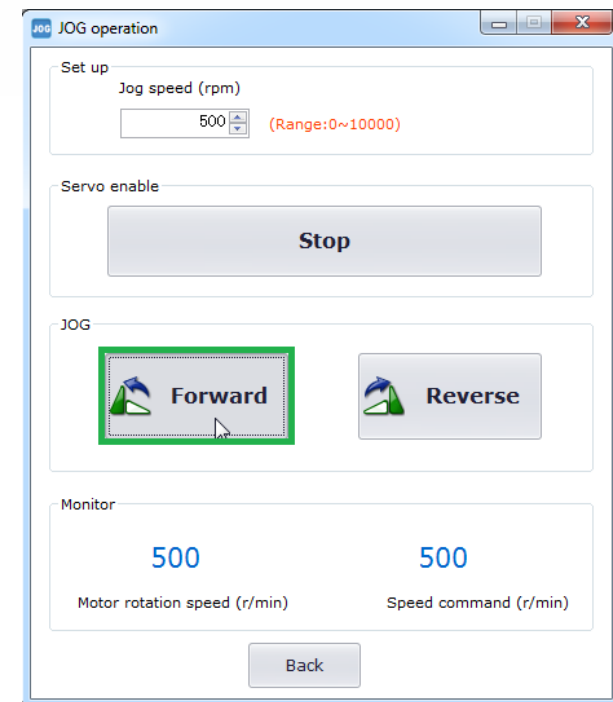 JOG JOG operation
Set up
Jog speed (rpm)
500 (Range:0~10000)
Servo enable
Stop
JOG
Forward Reverse
Monitor
500 500
Motor rotation speed (r/min) Speed command (r/min)
Back